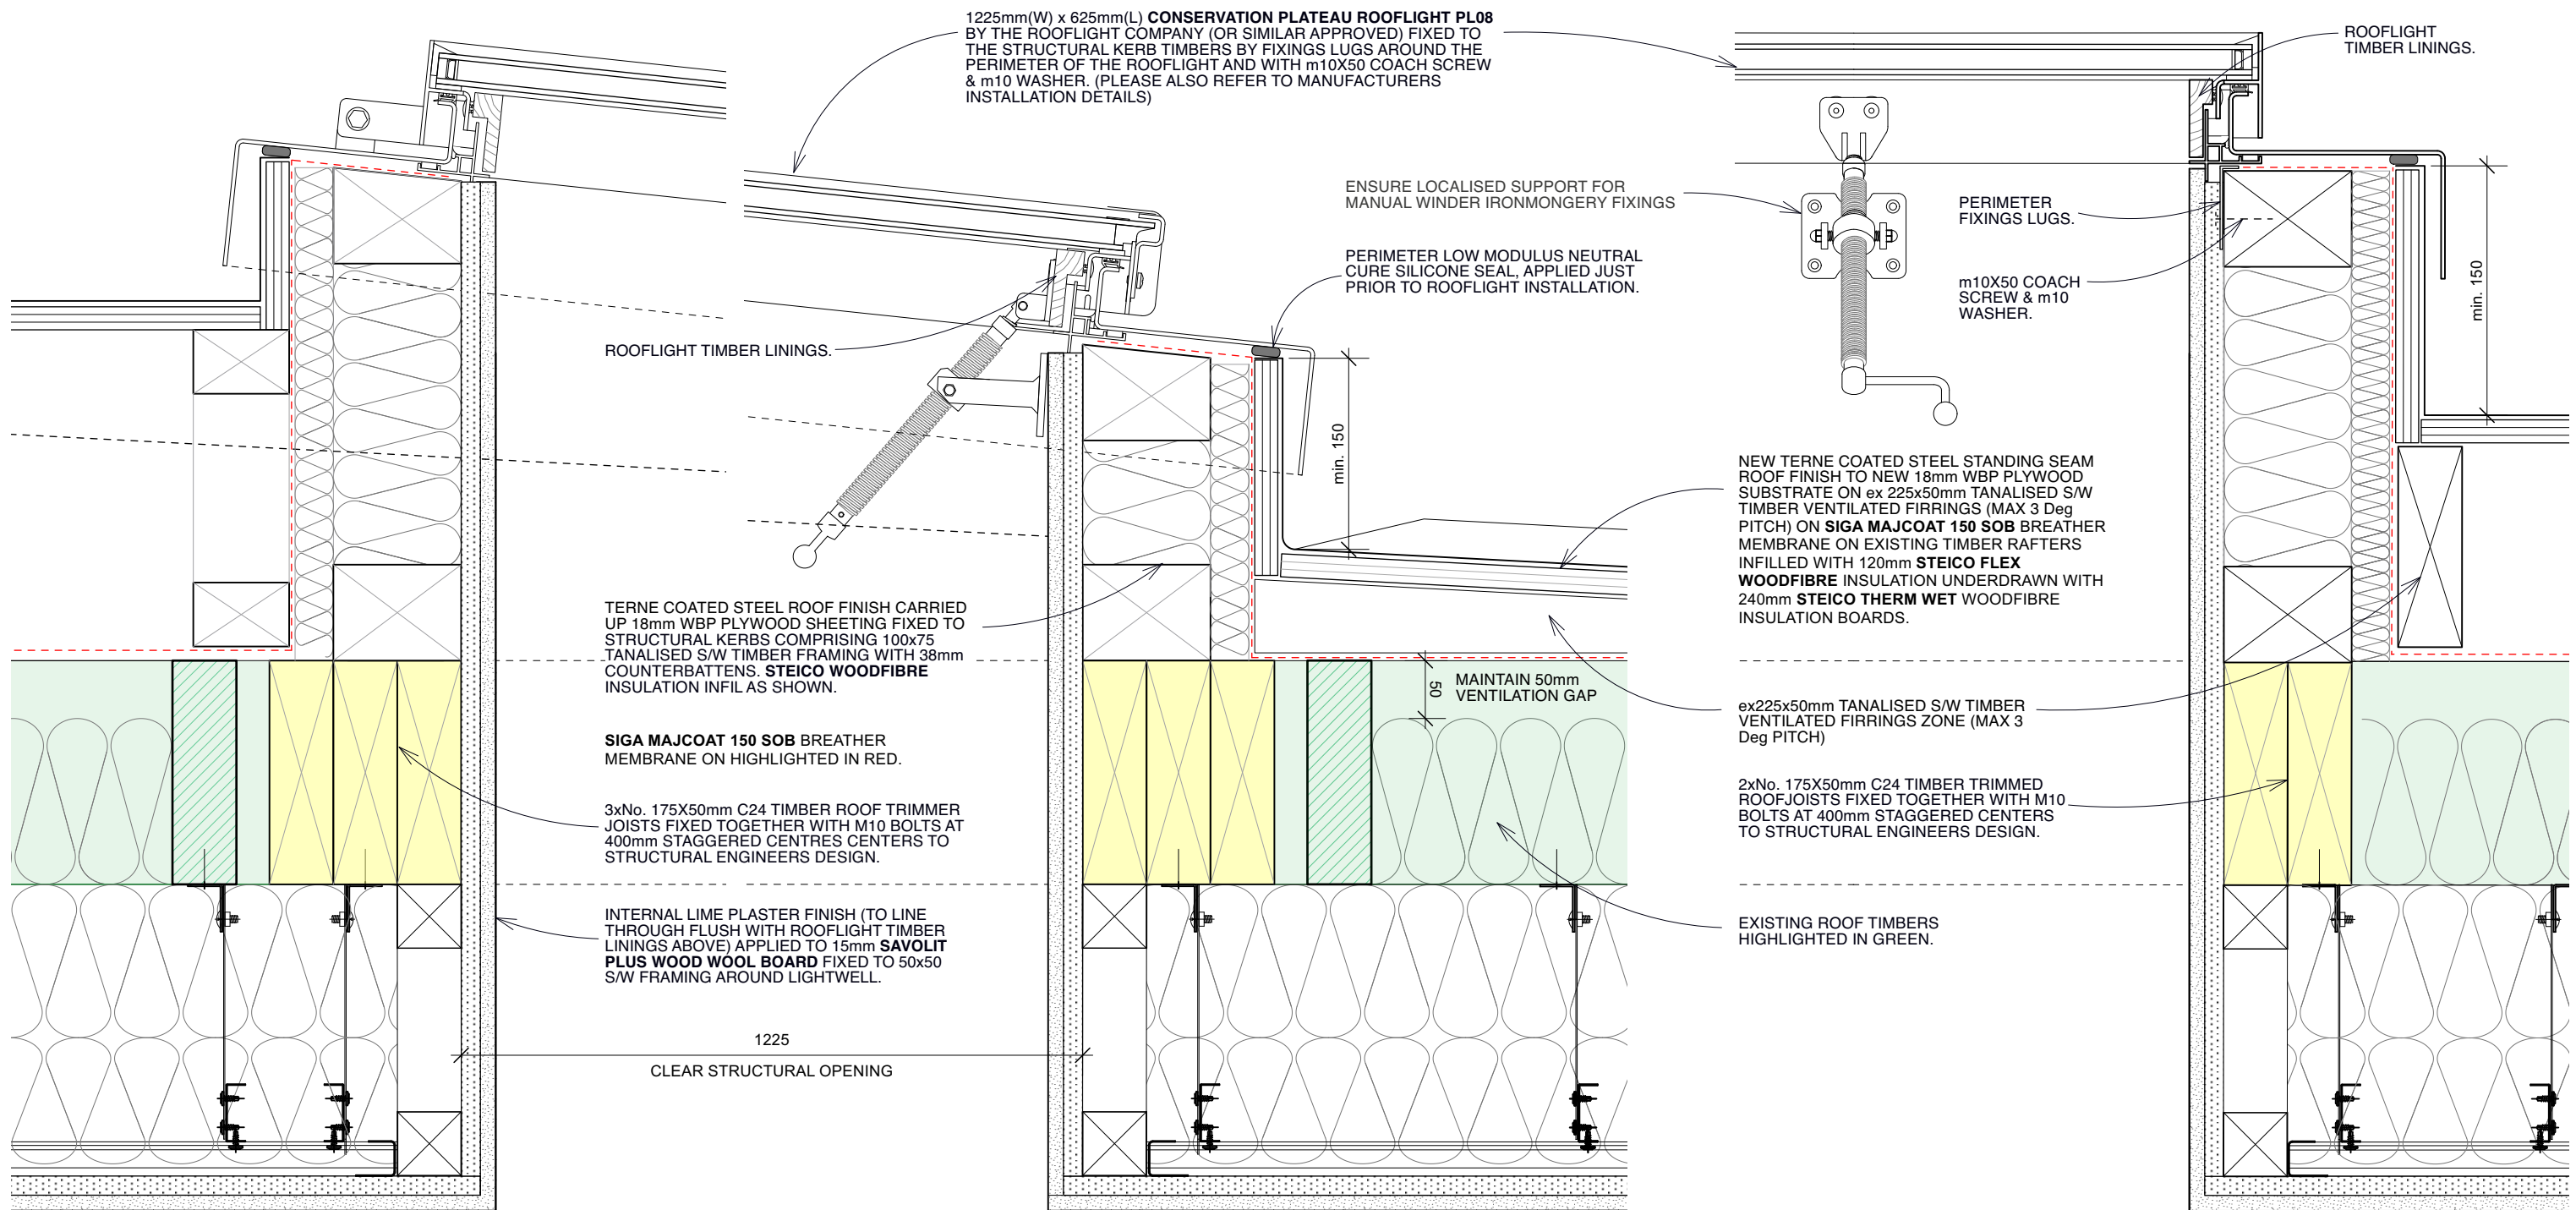 1225mm(W) x 625mm(L) CONSERVATION PLATEAU ROOFLIGHT PL08
BY THE ROOFLIGHT COMPANY (OR SIMILAR APPROVED) FIXED TO
THE STRUCTURAL KERB TIMBERS BY FIXINGS LUGS AROUND THE
PERIMETER OF THE ROOFLIGHT AND WITH m10X50 COACH SCREW
& m10 WASHER. (PLEASE ALSO REFER TO MANUFACTURERS
INSTALLATION DETAILS)
ROOFLIGHT
TIMBER LININGS.
ENSURE LOCALISED SUPPORT FOR
MANUAL WINDER IRONMONGERY FIXINGS
PERIMETER
FIXINGS LUGS.
PERIMETER LOW MODULUS NEUTRAL
CURE SILICONE SEAL, APPLIED JUST
PRIOR TO ROOFLIGHT INSTALLATION.
m10X50 COACH
SCREW & m10
WASHER.
min. 150
ROOFLIGHT TIMBER LININGS.
min. 150
NEW TERNE COATED STEEL STANDING SEAM
ROOF FINISH TO NEW 18mm WBP PLYWOOD
SUBSTRATE ON ex 225x50mm TANALISED S/W
TIMBER VENTILATED FIRRINGS (MAX 3 Deg
PITCH) ON SIGA MAJCOAT 150 SOB BREATHER
MEMBRANE ON EXISTING TIMBER RAFTERS
INFILLED WITH 120mm STEICO FLEX
WOODFIBRE INSULATION UNDERDRAWN WITH
240mm STEICO THERM WET WOODFIBRE
INSULATION BOARDS.
TERNE COATED STEEL ROOF FINISH CARRIED
UP 18mm WBP PLYWOOD SHEETING FIXED TO
STRUCTURAL KERBS COMPRISING 100x75
TANALISED S/W TIMBER FRAMING WITH 38mm
COUNTERBATTENS. STEICO WOODFIBRE
INSULATION INFIL AS SHOWN.
50
MAINTAIN 50mm
VENTILATION GAP
ex225x50mm TANALISED S/W TIMBER
VENTILATED FIRRINGS ZONE (MAX 3
Deg PITCH)
SIGA MAJCOAT 150 SOB BREATHER
MEMBRANE ON HIGHLIGHTED IN RED.
2xNo. 175X50mm C24 TIMBER TRIMMED
ROOFJOISTS FIXED TOGETHER WITH M10
BOLTS AT 400mm STAGGERED CENTERS
TO STRUCTURAL ENGINEERS DESIGN.
3xNo. 175X50mm C24 TIMBER ROOF TRIMMER
JOISTS FIXED TOGETHER WITH M10 BOLTS AT
400mm STAGGERED CENTRES CENTERS TO
STRUCTURAL ENGINEERS DESIGN.
INTERNAL LIME PLASTER FINISH (TO LINE
THROUGH FLUSH WITH ROOFLIGHT TIMBER
LININGS ABOVE) APPLIED TO 15mm SAVOLIT
PLUS WOOD WOOL BOARD FIXED TO 50x50
S/W FRAMING AROUND LIGHTWELL.
EXISTING ROOF TIMBERS
HIGHLIGHTED IN GREEN.
1225
CLEAR STRUCTURAL OPENING